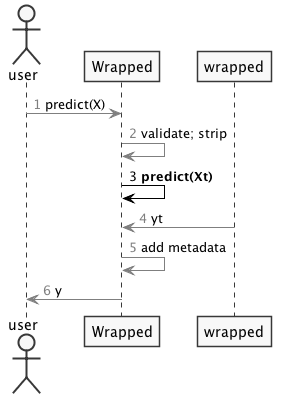 user
Wrapped wrapped
1 predict(X)
2 validate; strip
3 predict(Xt)
4 yt
5 add metadata
6 y
user
Wrapped wrapped